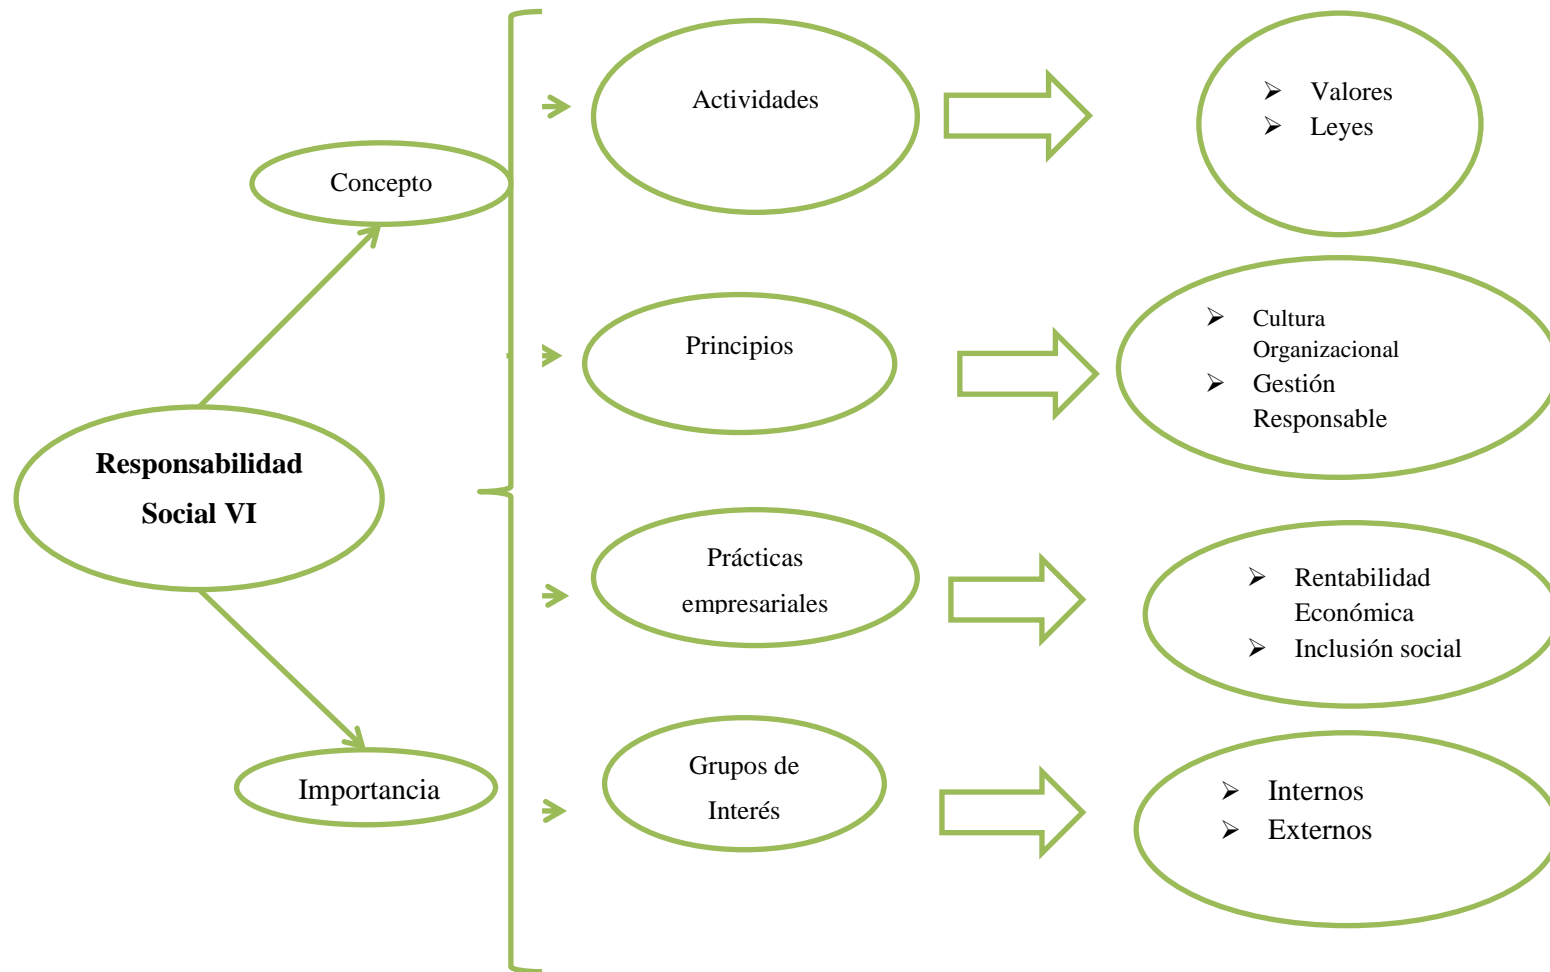 Actividades
➢ Valores
➢ Leyes
Concepto
Principios
➢ Cultura
Organizacional
➢ Gestión
Responsable
Responsabilidad
Social VI
Prácticas
empresariales
➢ Rentabilidad
Económica
➢ Inclusión social
Importancia
Grupos de
Interés
➢ Internos
➢ Externos